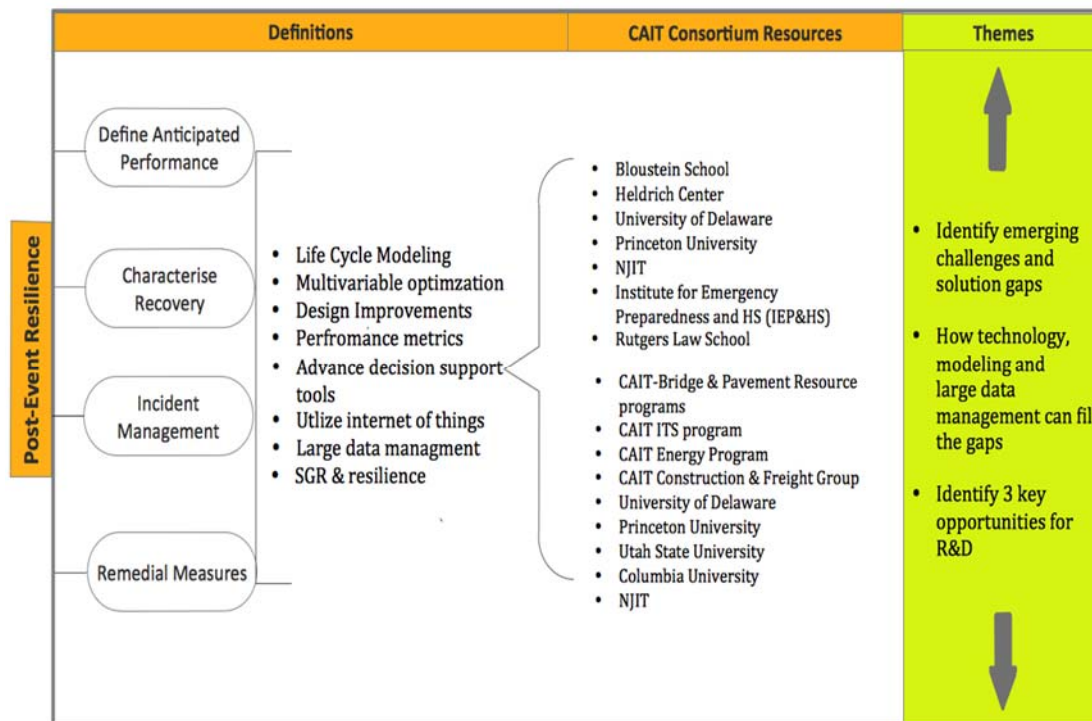 Definitions
CAIT Consortium Resources
Themes
Post-Event Resilience
Define Anticipated
Performance
Characterise
Recovery
Incident
Management
Remedial Measures
• Life Cycle Modeling
• Multivariable optimzation
• Design Improvements
• Perfromance metrics
• Advance decision support
tools
• Utlize internet of things
• Large data managment
• SGR & resilience
• Bloustein School
• Heldrich Center
• University of Delaware
• Princeton University
• NJIT
• Institute for Emergency
Preparedness and HS (IEP&HS)
• Rutgers Law School
• CAIT-Bridge & Pavement Resource
programs
• CAIT ITS program
• CAIT Energy Program
• CAIT Construction & Freight Group
• University of Delaware
• Princeton University
• Utah State University
• Columbia University
• NJIT
• Identify emerging
challenges and
solution gaps
• How technology,
modeling and
large data
management can fil
the gaps
• Identify 3 key
opportunities for
R&D